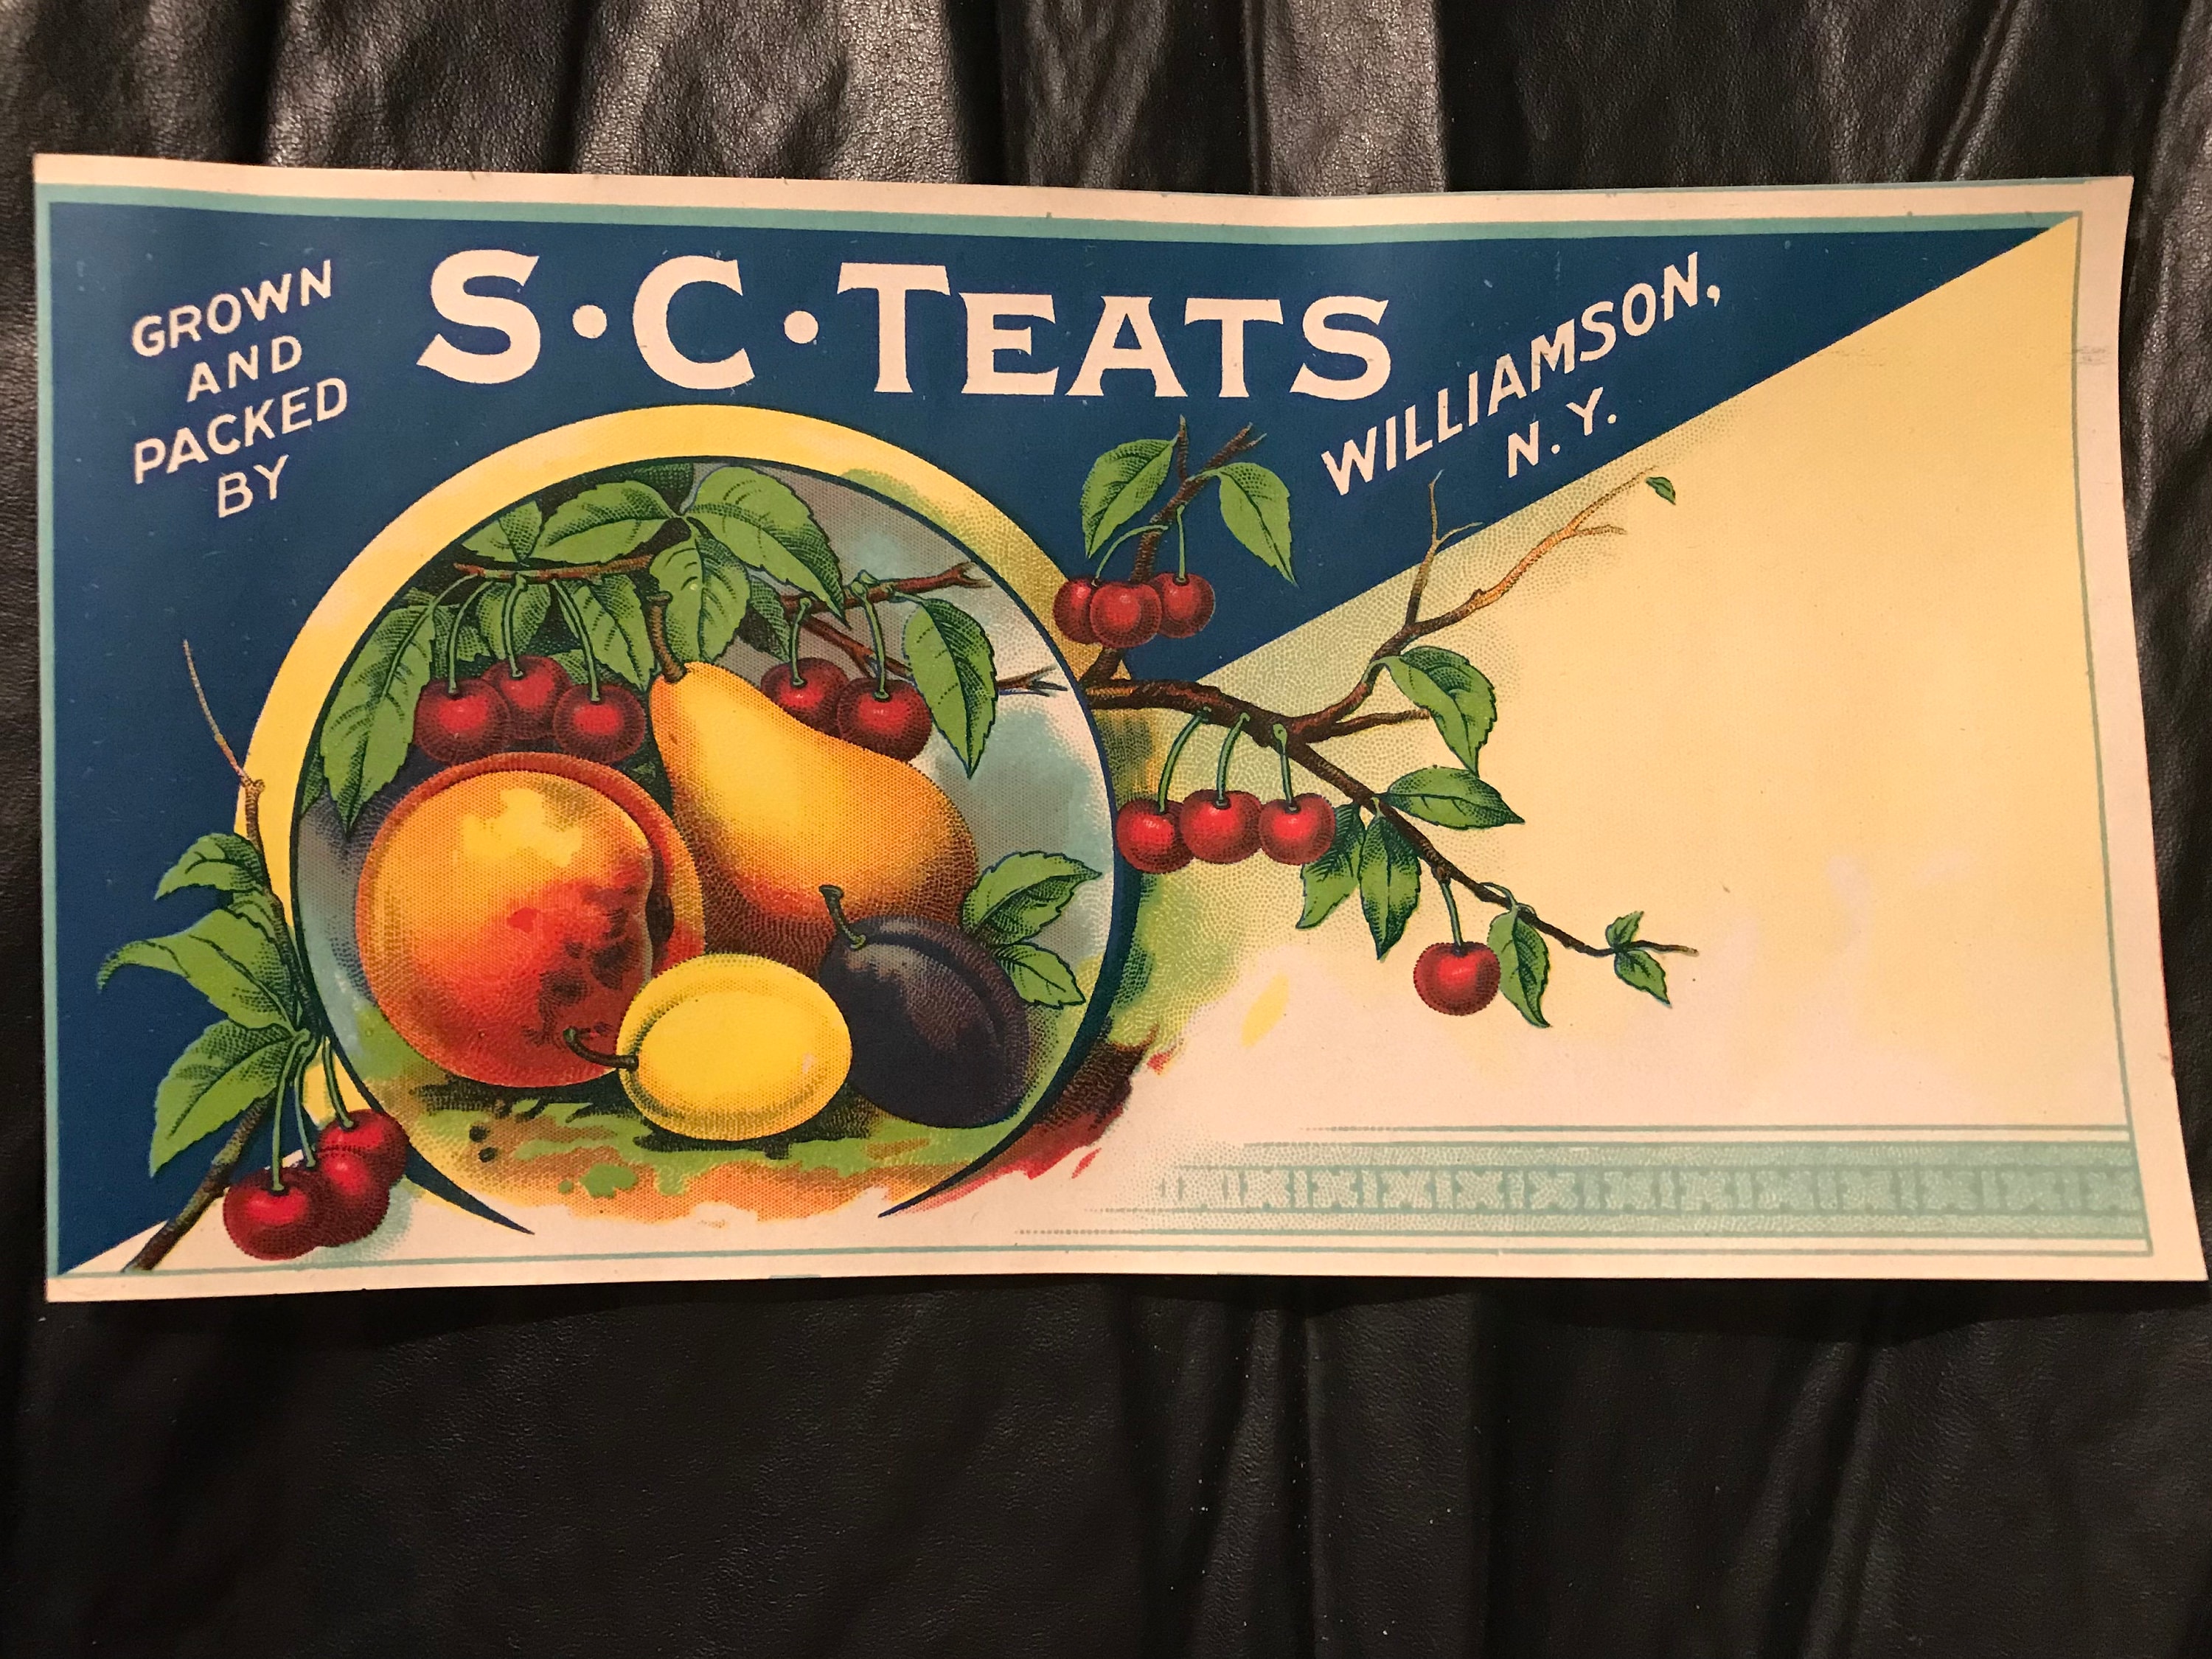 GROWN
AND
PACKED
BY
S·C·TEATS
WILLIAMSON,
N.Y.